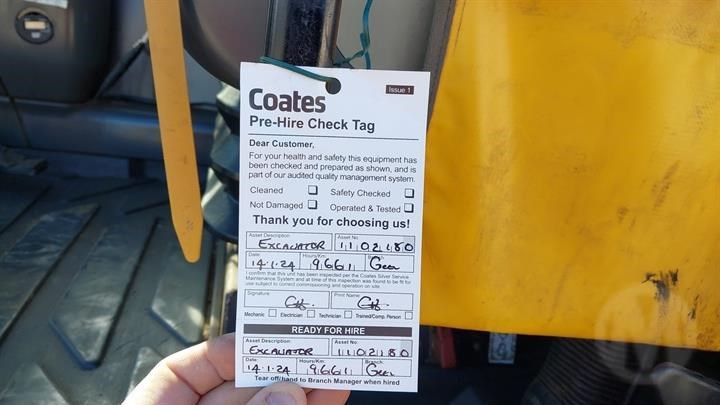 Coates
Issue 1
Pre-Hire Check Tag
Dear Customer,
For your health and safety this equipment has
been checked and prepared as shown, and is
part of our audited quality management system.
Cleaned Safety Checked
Not Damaged Operated & Tested
Thank you for choosing us!
Asset Description: Asset No.
EXCAVATOR 1102180
Date: Hours/Km:
14.1.24 9661
I confirm that this unit has been inspected per the Coates Silver Service
Maintenance System and at time of this inspection was found to be fit for
use subject to correct commissioning and operation on site.
Signature: Print Name:
Mechanic Electrician Technician Trained/Comp. Person
READY FOR HIRE
Asset Description: Asset No.
EXCAVATOR 1102180
Date: Hours/Km: Branch:
14.1.24 9661
Tear off/hand to Branch Manager when hired